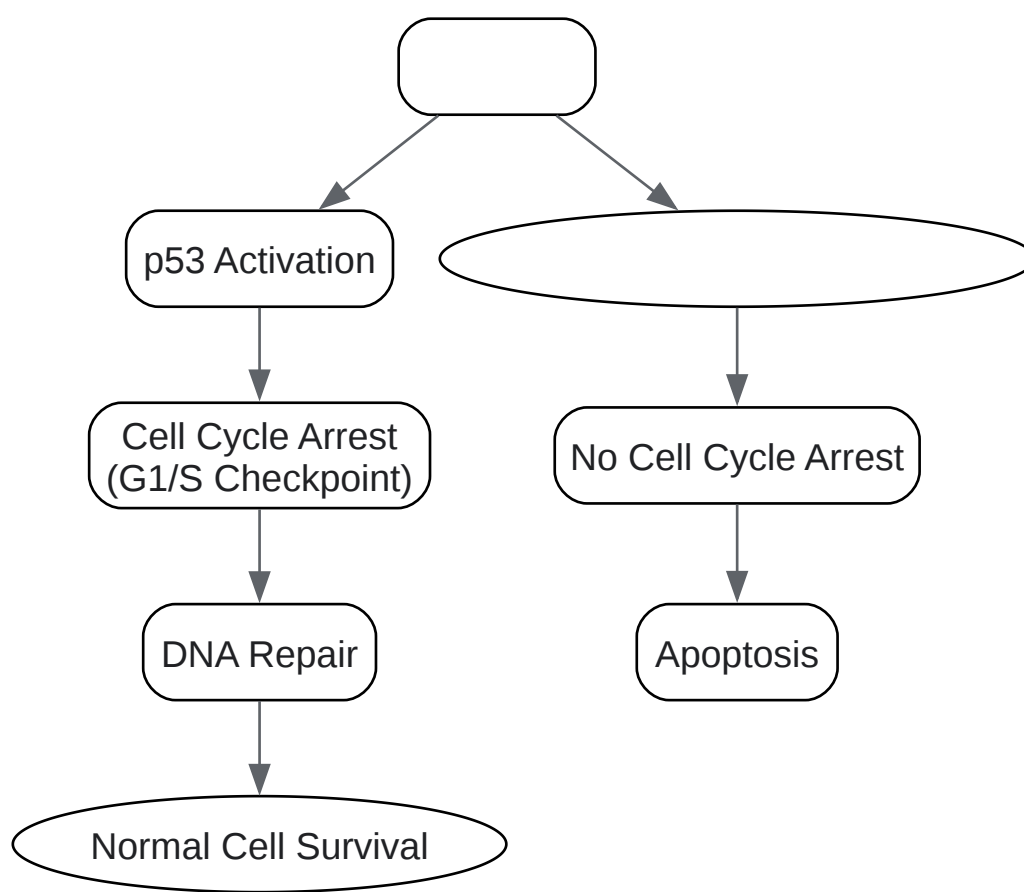 p53 Activation
Cell Cycle Arrest
(G1/S Checkpoint)
No Cell Cycle Arrest
DNA Repair
Apoptosis
Normal Cell Survival